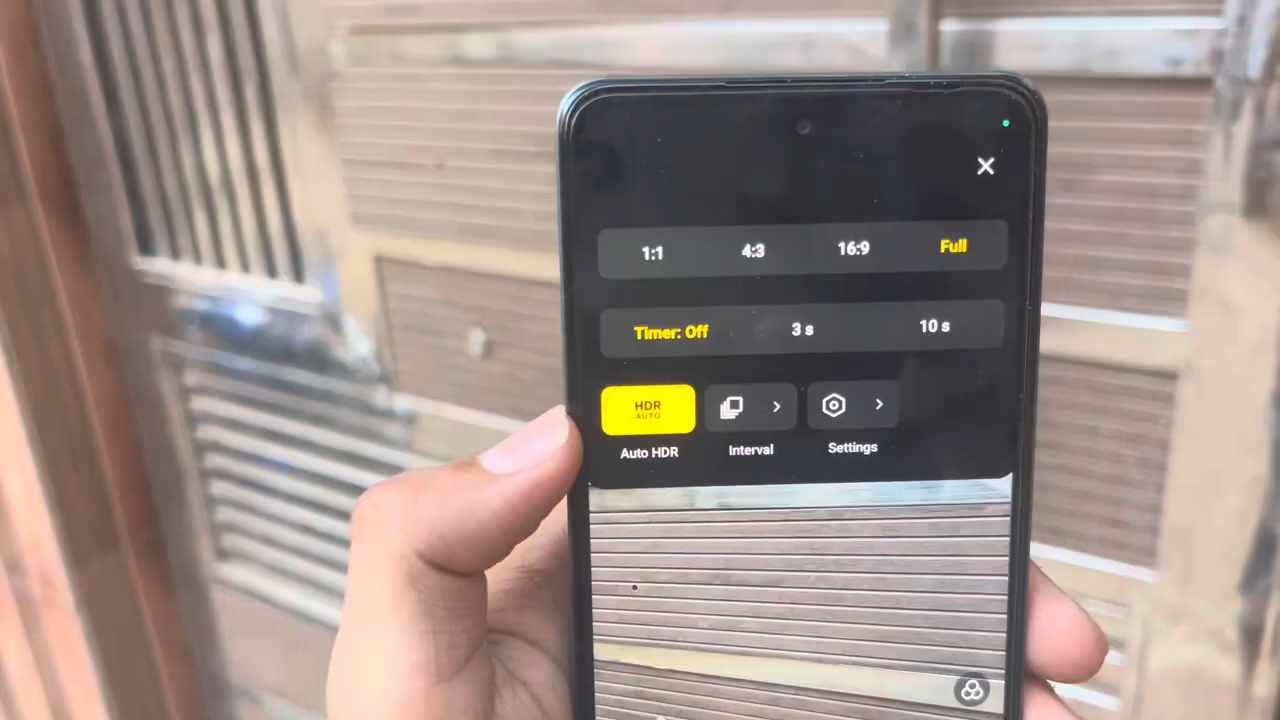 1:1 4:3 16:9 Full
Timer: Off 3 s 10 s
HDR
AUTO
Auto HDR Interval Settings